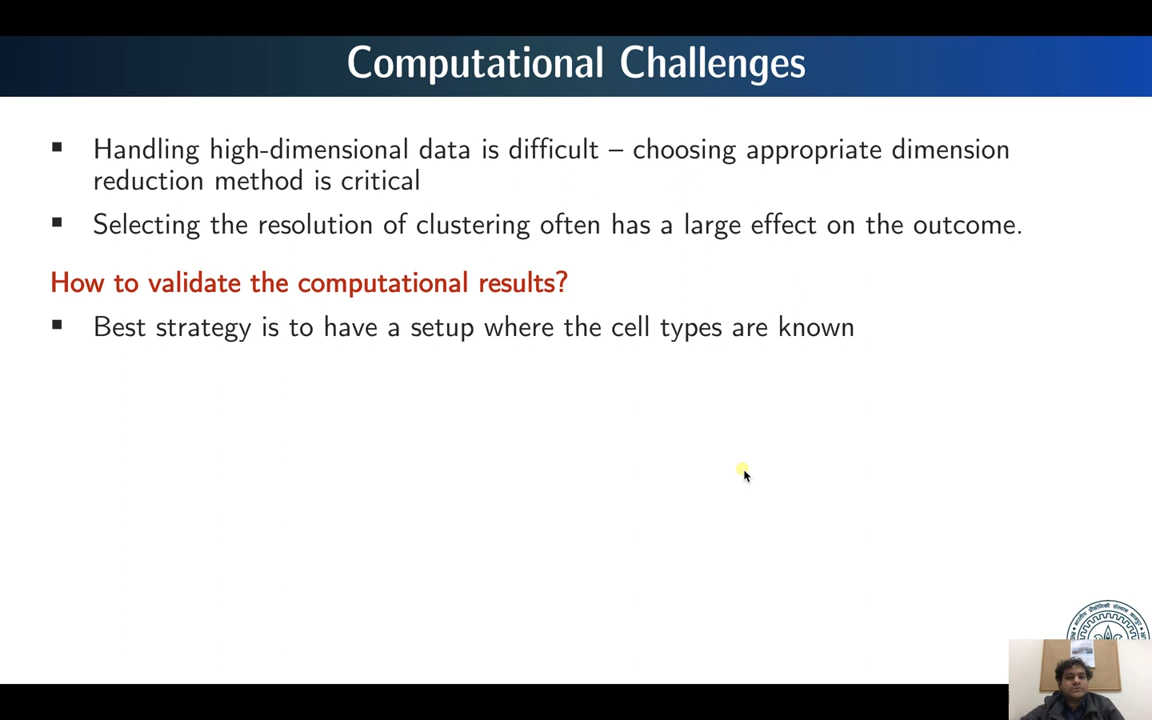 Computational Challenges
▪ Handling high-dimensional data is difficult – choosing appropriate dimension
reduction method is critical
▪ Selecting the resolution of clustering often has a large effect on the outcome.
How to validate the computational results?
▪ Best strategy is to have a setup where the cell types are known